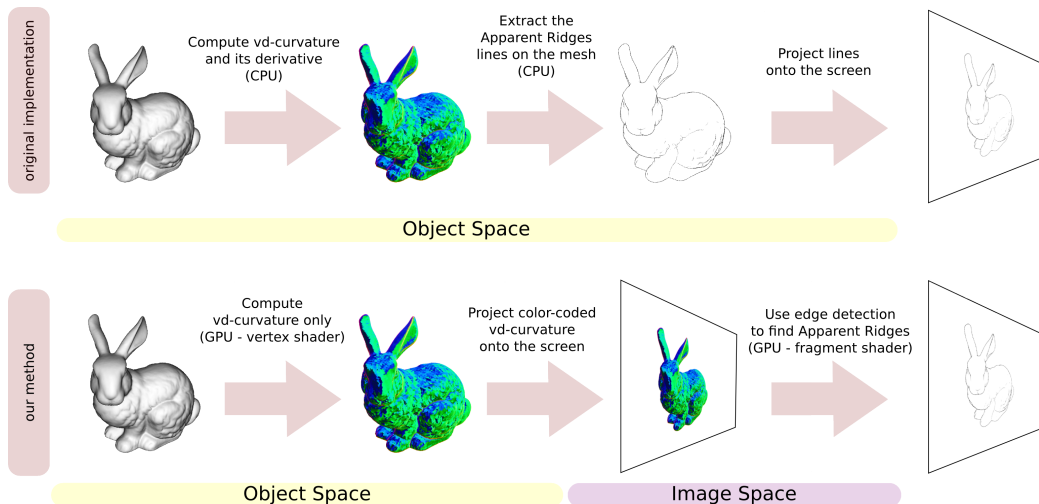 original implementation
Compute vd-curvature
and its derivative
(CPU)
Extract the
Apparent Ridges
lines on the mesh
(CPU)
Project lines
onto the screen
Object Space
our method
Compute
vd-curvature only
(GPU - vertex shader)
Project color-coded
vd-curvature
onto the screen
Use edge detection
to find Apparent Ridges
(GPU - fragment shader)
Object Space
Image Space